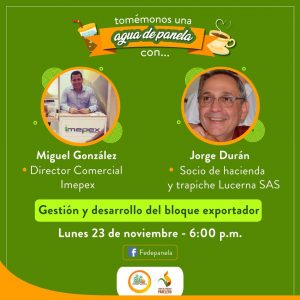 tomémonos una
agua de panela
con...
imepex
Miguel González
• Director Comercial
Imepex
Jorge Durán
• Socio de hacienda
y trapiche Lucerna SAS
Gestión y desarrollo del bloque exportador
Lunes 23 de noviembre - 6:00 p.m.
f Fedepanela